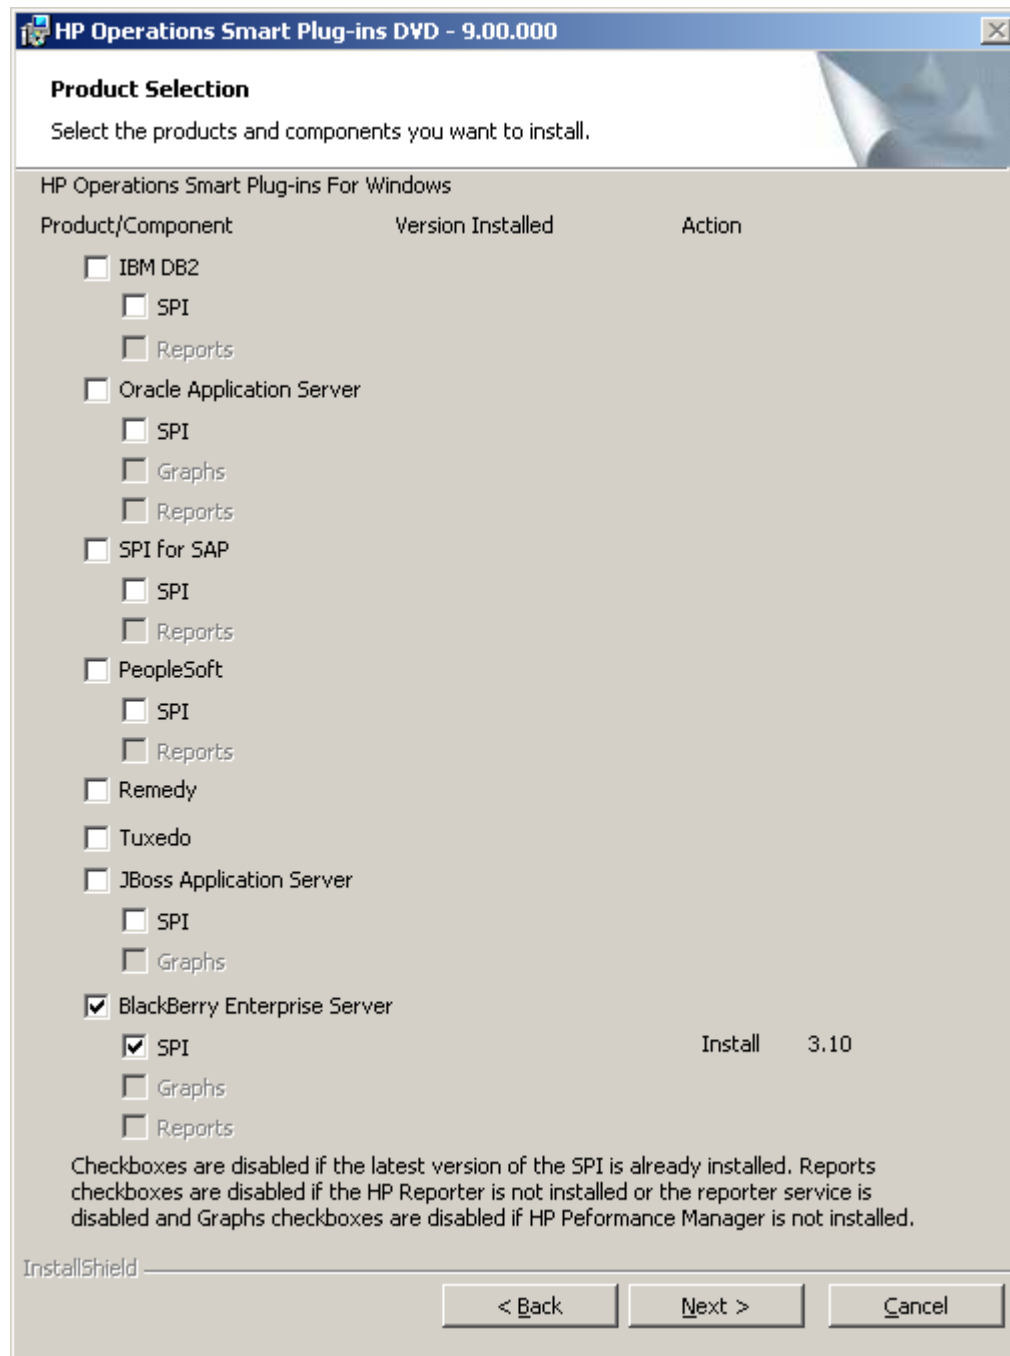 HP Operations Smart Plug-ins DVD - 9.00.000
Product Selection
Select the products and components you want to install.
HP Operations Smart Plug-ins For Windows
Product/Component Version Installed Action
IBM DB2
SPI
Reports
Oracle Application Server
SPI
Graphs
Reports
SPI for SAP
SPI
Reports
PeopleSoft
SPI
Reports
Remedy
Tuxedo
JBoss Application Server
SPI
Graphs
BlackBerry Enterprise Server
SPI Install 3.10
Graphs
Reports
Checkboxes are disabled if the latest version of the SPI is already installed. Reports
checkboxes are disabled if the HP Reporter is not installed or the reporter service is
disabled and Graphs checkboxes are disabled if HP Peformance Manager is not installed.
InstallShield
< Back Next > Cancel